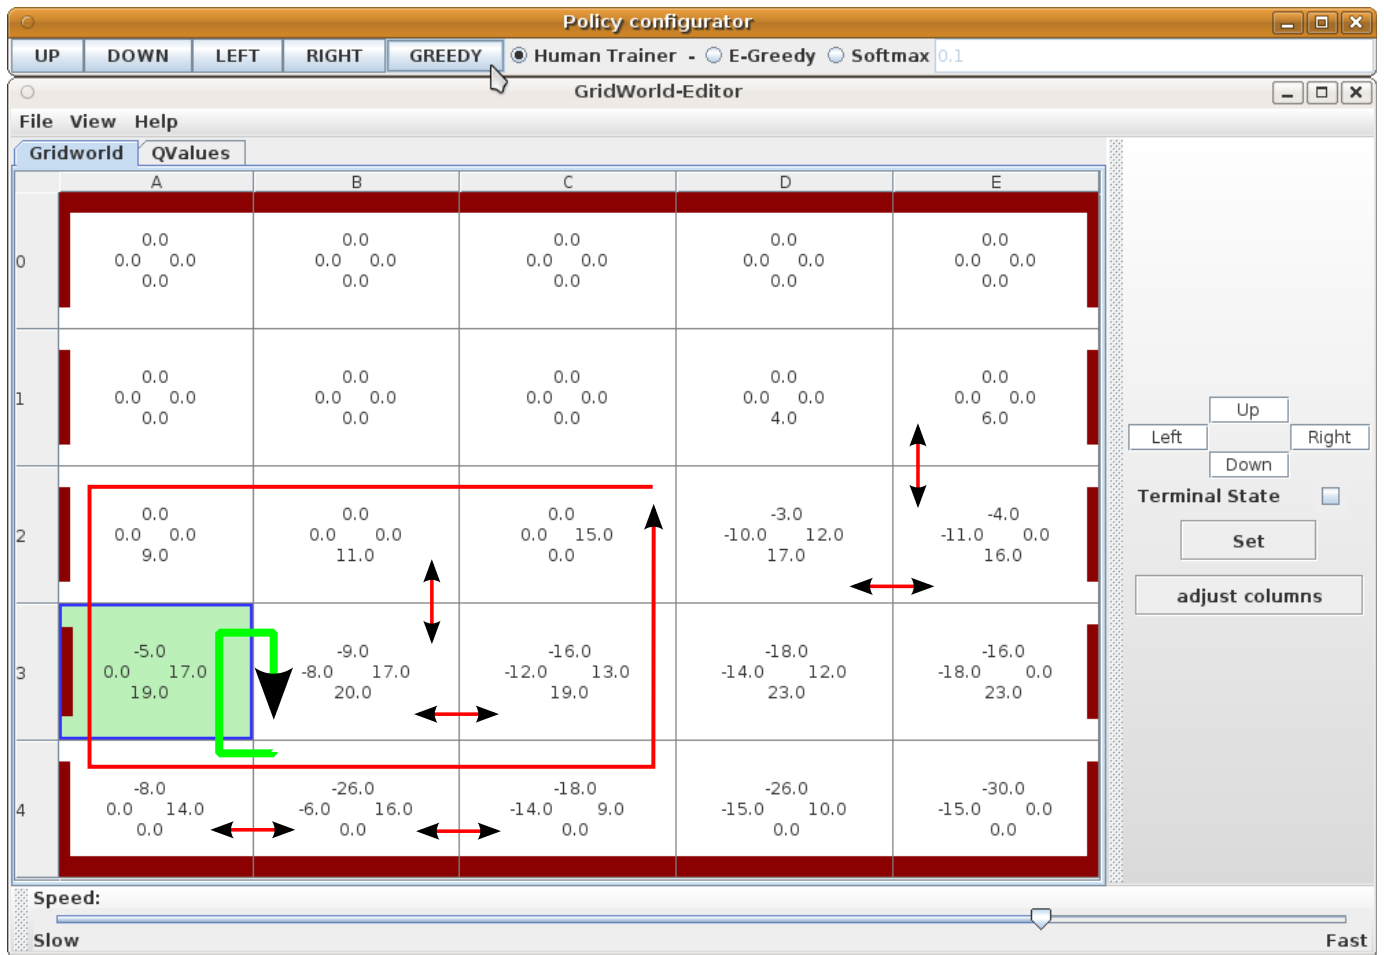 Policy configurator
UP DOWN LEFT RIGHT GREEDY Human Trainer - E-Greedy Softmax 0.1
GridWorld-Editor
File View Help
Gridworld QValues
A B C D E
0.0 0.0 0.0 0.0 0.0
0 0.0 0.0 0.0 0.0 0.0 0.0 0.0 0.0 0.0 0.0
0.0 0.0 0.0 0.0 0.0
0.0 0.0 0.0 0.0 0.0
1 0.0 0.0 0.0 0.0 0.0 0.0 0.0 0.0 0.0 0.0
0.0 0.0 0.0 4.0 6.0
0.0 0.0 0.0 -3.0 -4.0
2 0.0 0.0 0.0 0.0 0.0 15.0 -10.0 12.0 -11.0 0.0
9.0 11.0 0.0 17.0 16.0
-5.0 -9.0 -16.0 -18.0 -16.0
3 0.0 17.0 -8.0 17.0 -12.0 13.0 -14.0 12.0 -18.0 0.0
19.0 20.0 19.0 23.0 23.0
-8.0 -26.0 -18.0 -26.0 -30.0
4 0.0 14.0 -6.0 16.0 -14.0 9.0 -15.0 10.0 -15.0 0.0
0.0 0.0 0.0 0.0 0.0
Up
Left Right
Down
Terminal State
Set
adjust columns
Speed:
Slow Fast